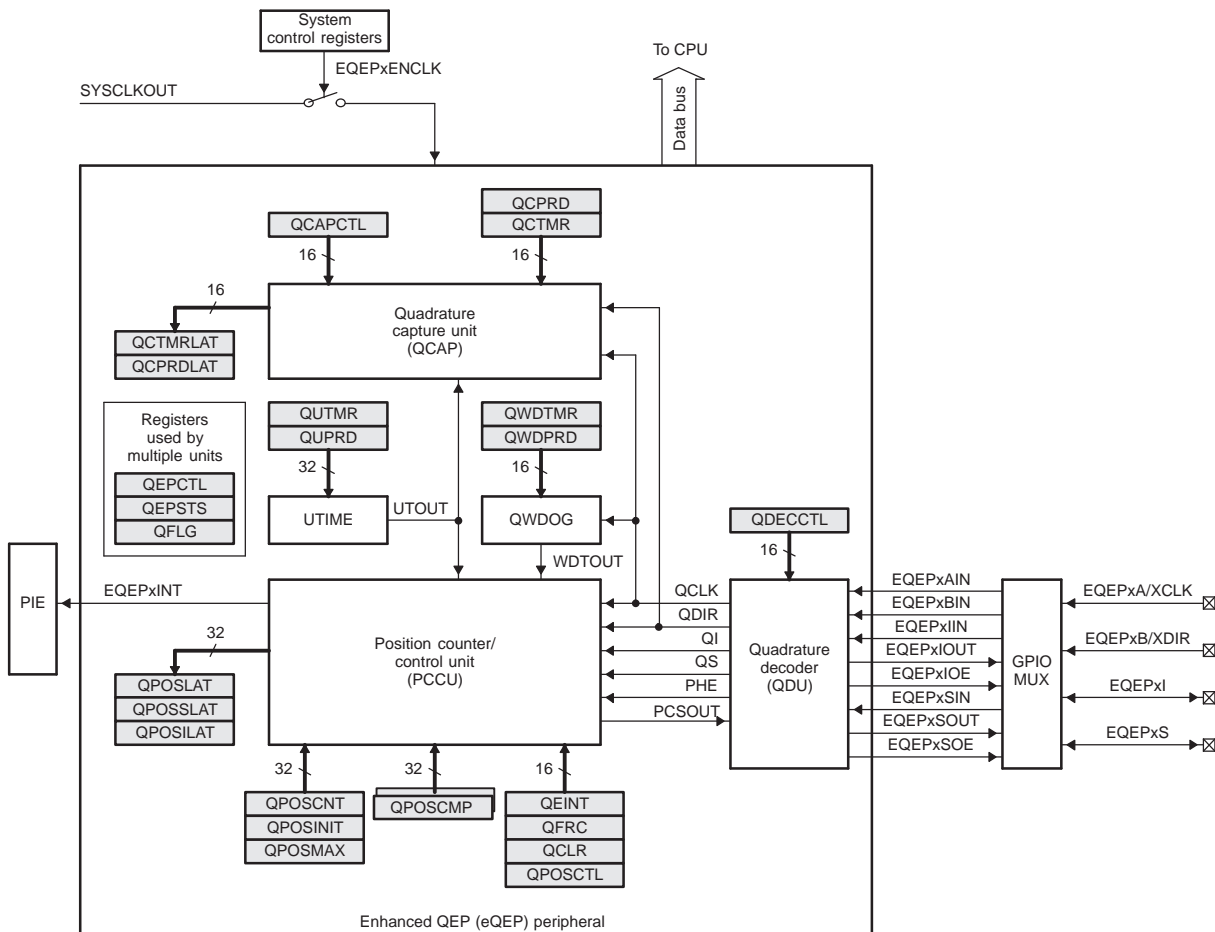 System
control registers
To CPU
EQEPxENCLK
SYSCLKOUT
Data bus
QCPRD
QCAPCTL
QCTMR
16
16
16
Quadrature
capture unit
(QCAP)
QCTMRLAT
QCPRDLAT
Registers
used by
multiple units
QEPCTL
QEPSTS
QFLG
QUTMR
QUPRD
32
QWDTMR
QWDPRD
16
UTIME
UTOUT
QWDOG
WDTOUT
QDECCTL
16
PIE
EQEPxINT
32
QPOSLAT
QPOSSLAT
QPOSILAT
Position counter/
control unit
(PCCU)
QCLK
QDIR
QI
QS
PHE
PCSOUT
Quadrature
decoder
(QDU)
EQEPxAIN
EQEPxBIN
EQEPxIIN
EQEPxIOUT
EQEPxIOE
EQEPxSIN
EQEPxSOUT
EQEPxSOE
GPIO
MUX
EQEPxA/XCLK
EQEPxB/XDIR
EQEPxI
EQEPxS
32
32
16
QPOSCNT
QPOSINIT
QPOSMAX
QPOSCMP
QEINT
QFRC
QCLR
QPOSCTL
Enhanced QEP (eQEP) peripheral